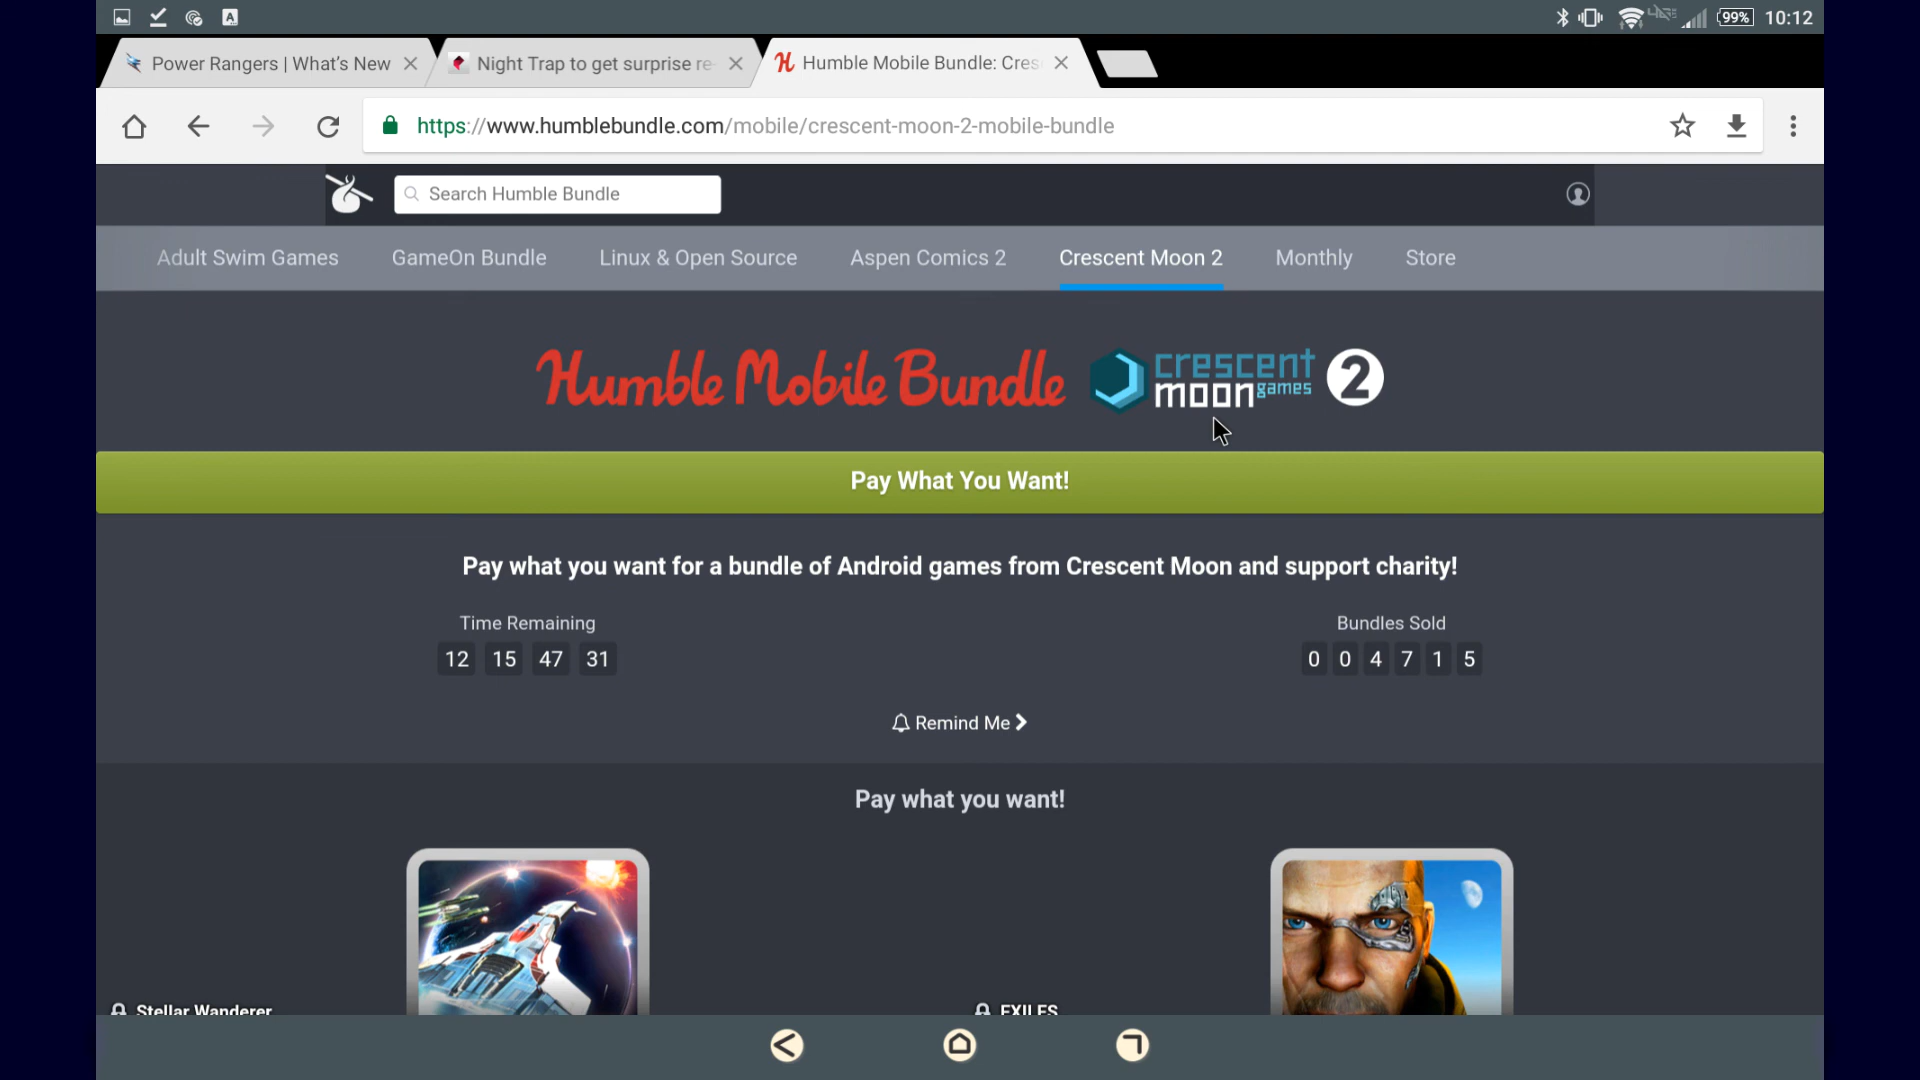 99% 10:12
Power Rangers | What's New
Night Trap to get surprise re
Humble Mobile Bundle: Cres
https://www.humblebundle.com/mobile/crescent-moon-2-mobile-bundle
Search Humble Bundle
Adult Swim Games GameOn Bundle Linux & Open Source Aspen Comics 2 Crescent Moon 2 Monthly Store
Humble Mobile Bundle crescent moon games 2
Pay What You Want!
Pay what you want for a bundle of Android games from Crescent Moon and support charity!
Time Remaining
12 15 47 31
Bundles Sold
0 0 4 7 1 5
Remind Me
Pay what you want!
Stellar Wanderer
EXILES